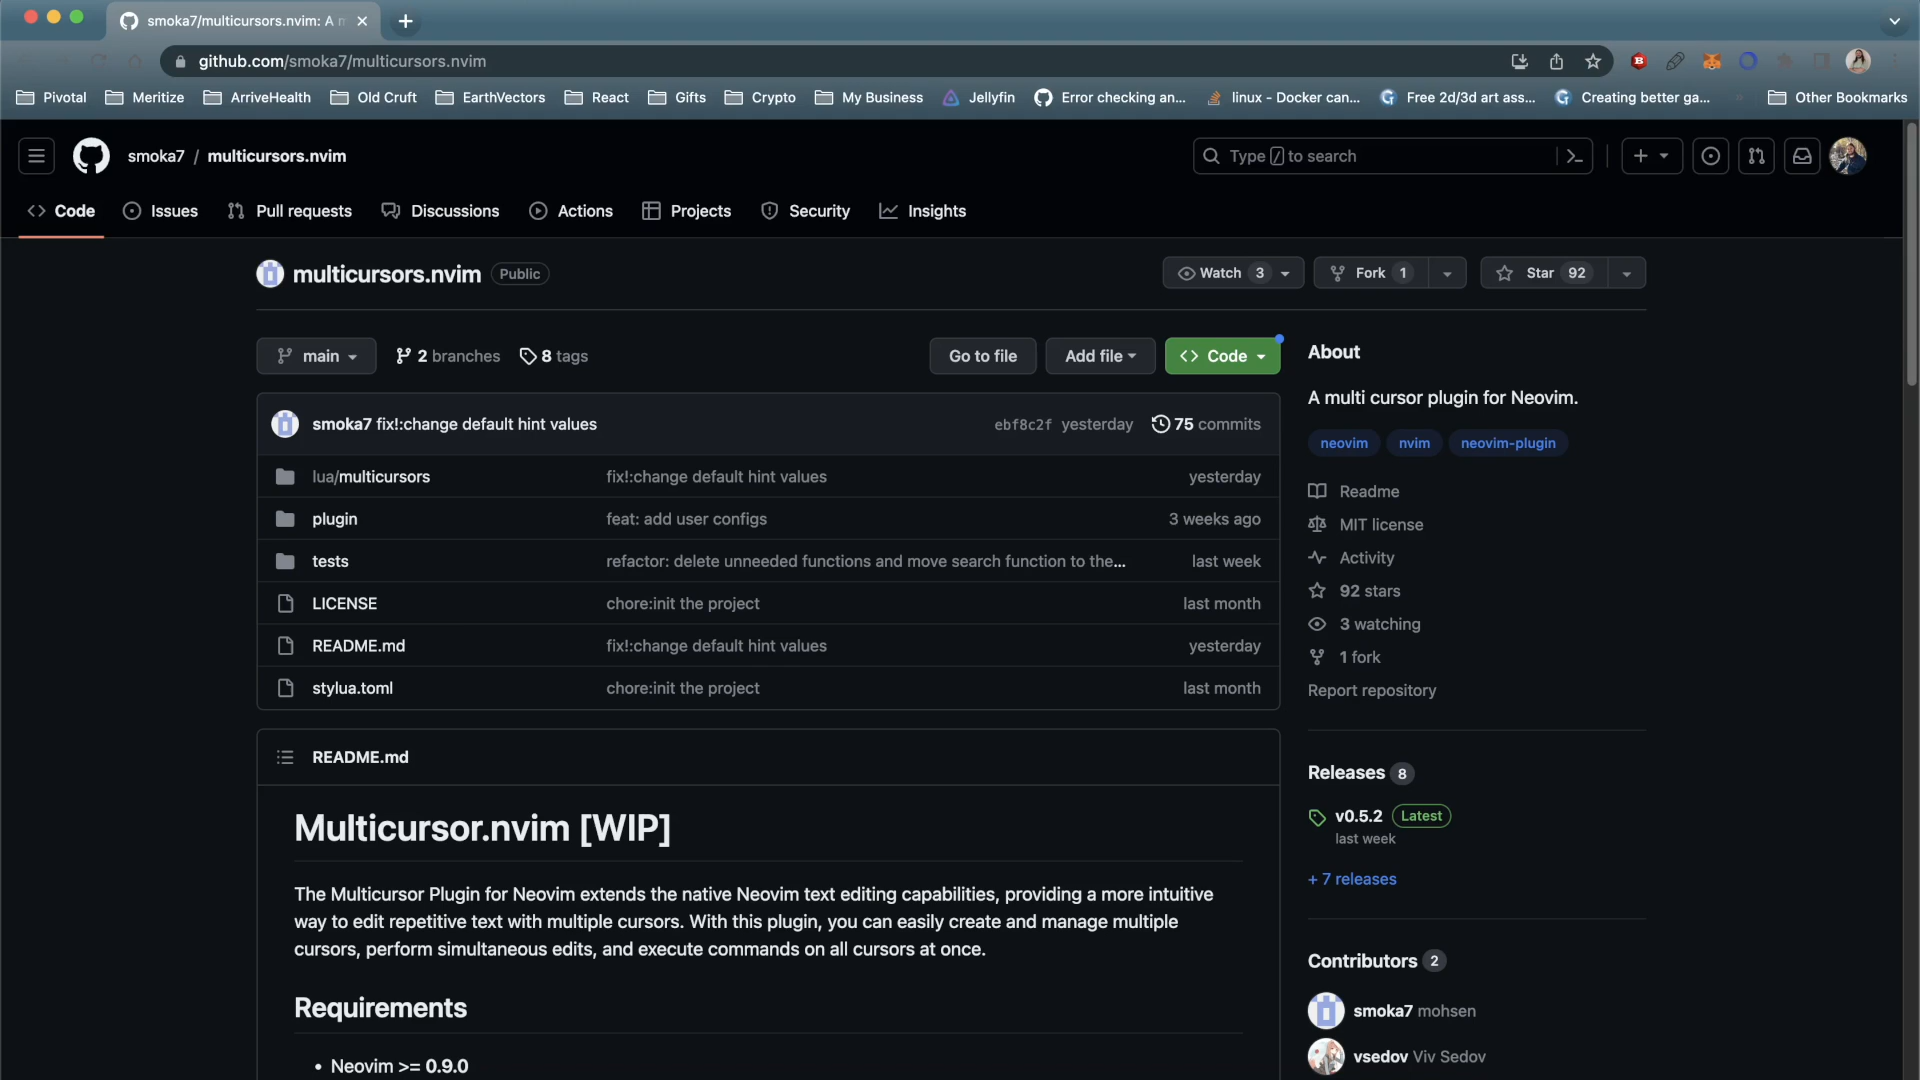 smoka7/multicursors.nvim: A m
github.com/smoka7/multicursors.nvim
Pivotal
Meritize
ArriveHealth
Old Cruft
EarthVectors
React
Gifts
Crypto
My Business
Jellyfin
Error checking an...
linux - Docker can...
Free 2d/3d art ass...
Creating better ga...
Other Bookmarks
smoka7 / multicursors.nvim
Type / to search
Code
Issues
Pull requests
Discussions
Actions
Projects
Security
Insights
multicursors.nvim Public
Watch 3
Fork 1
Star 92
main
2 branches
8 tags
Go to file
Add file
Code
smoka7 fix!:change default hint values ebf8c2f yesterday 75 commits
lua/multicursors fix!:change default hint values yesterday
plugin feat: add user configs 3 weeks ago
tests refactor: delete unneeded functions and move search function to the... last week
LICENSE chore:init the project last month
README.md fix!:change default hint values yesterday
stylua.toml chore:init the project last month
README.md
Multicursor.nvim [WIP]
The Multicursor Plugin for Neovim extends the native Neovim text editing capabilities, providing a more intuitive
way to edit repetitive text with multiple cursors. With this plugin, you can easily create and manage multiple
cursors, perform simultaneous edits, and execute commands on all cursors at once.
Requirements
• Neovim >= 0.9.0
About
A multi cursor plugin for Neovim.
neovim nvim neovim-plugin
Readme
MIT license
Activity
92 stars
3 watching
1 fork
Report repository
Releases 8
v0.5.2 Latest
last week
+ 7 releases
Contributors 2
smoka7 mohsen
vsedov Viv Sedov